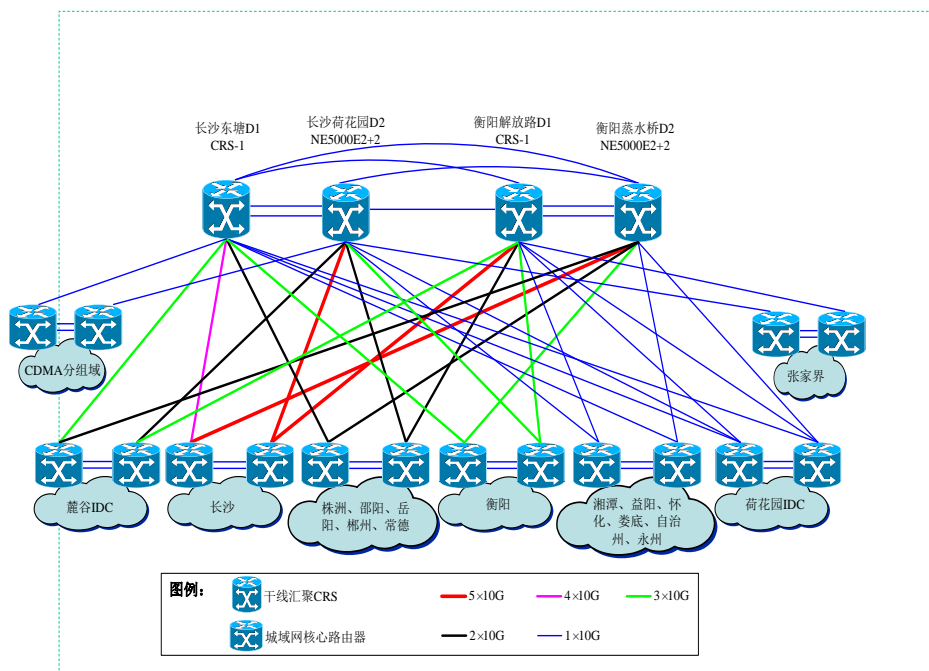 长沙东塘D1
CRS-1
长沙荷花园D2
NE5000E2+2
衡阳解放路D1
CRS-1
衡阳蒸水桥D2
NE5000E2+2
CDMA分组域
张家界
麓谷IDC
长沙
株洲、邵阳、岳
阳、郴州、常德
衡阳
湘潭、益阳、怀
化、娄底、自治
州、永州
荷花园IDC
图例：
干线汇聚CRS
5×10G
4×10G
3×10G
城域网核心路由器
2×10G
1×10G